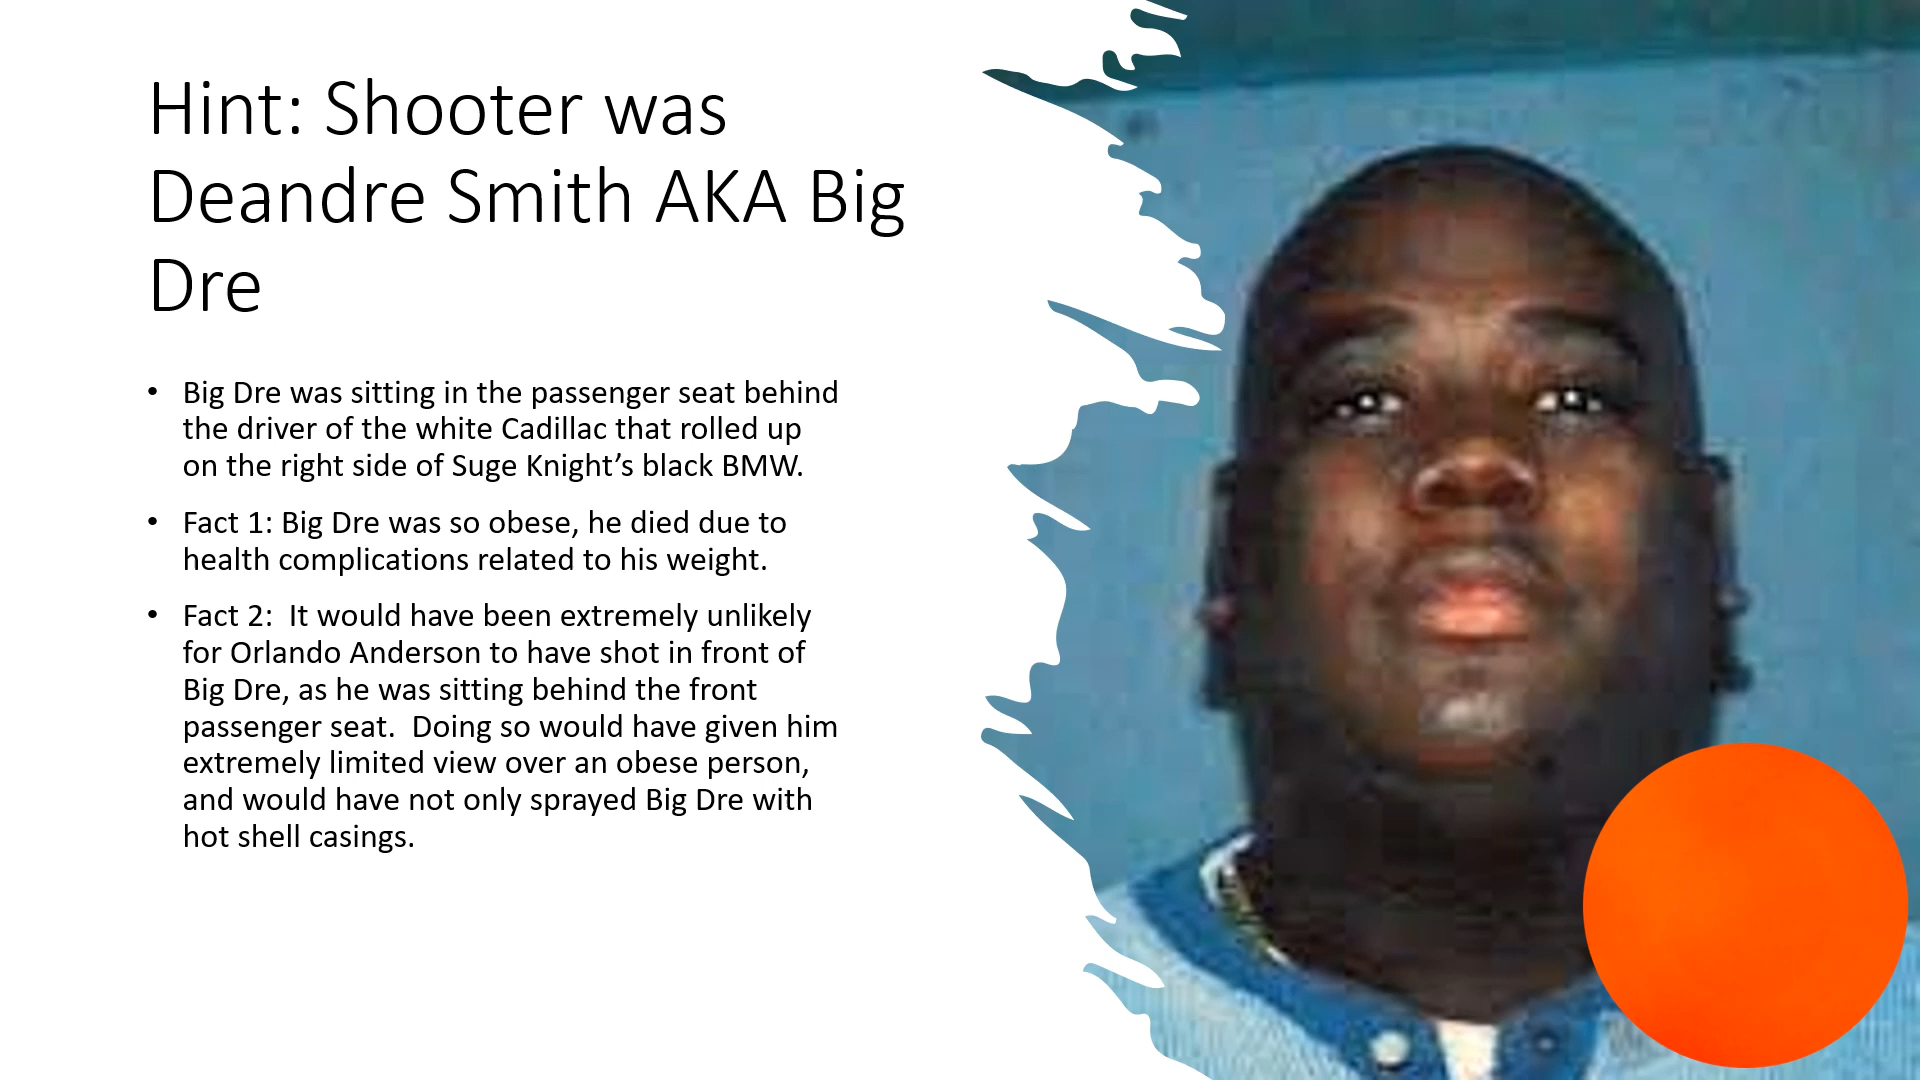 Hint: Shooter was
Deandre Smith AKA Big
Dre
• Big Dre was sitting in the passenger seat behind
the driver of the white Cadillac that rolled up
on the right side of Suge Knight’s black BMW.
• Fact 1: Big Dre was so obese, he died due to
health complications related to his weight.
• Fact 2:  It would have been extremely unlikely
for Orlando Anderson to have shot in front of
Big Dre, as he was sitting behind the front
passenger seat.  Doing so would have given him
extremely limited view over an obese person,
and would have not only sprayed Big Dre with
hot shell casings.